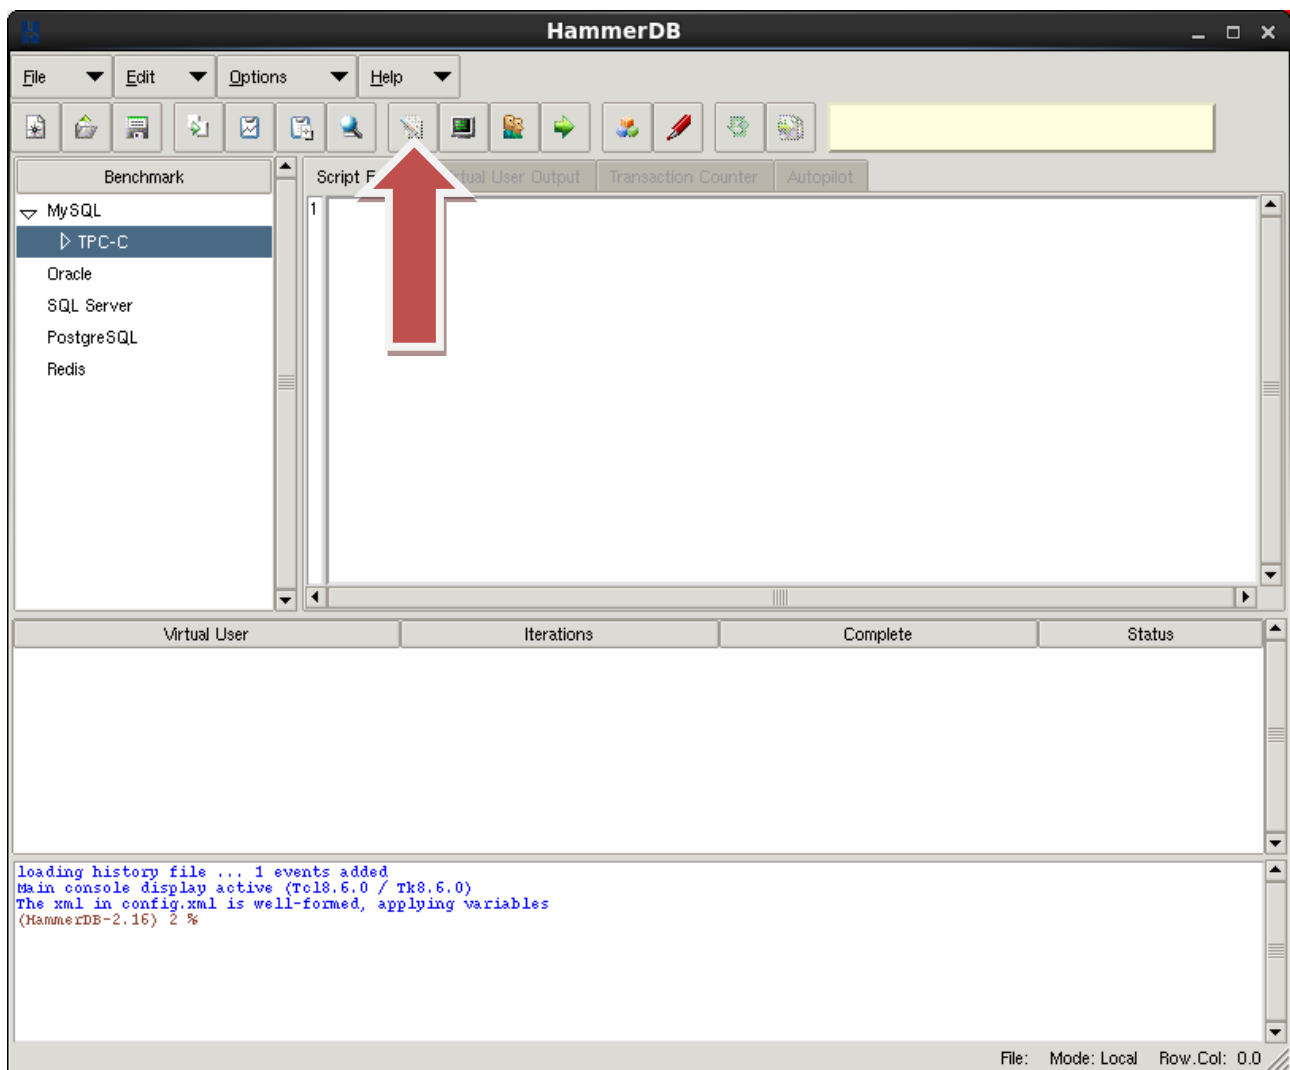 HammerDB
File Edit Options Help
Benchmark
Script E tual User Output Transaction Counter Autopilot
MySQL
1
TPC-C
Oracle
SQL Server
PostgreSQL
Redis
Virtual User Iterations Complete Status
loading history file ... 1 events added
Main console display active (Tcl8.6.0 / Tk8.6.0)
The xml in config.xml is well-formed, applying variables
(HammerDB-2.16) 2 %
File: Mode: Local Row.Col: 0.0